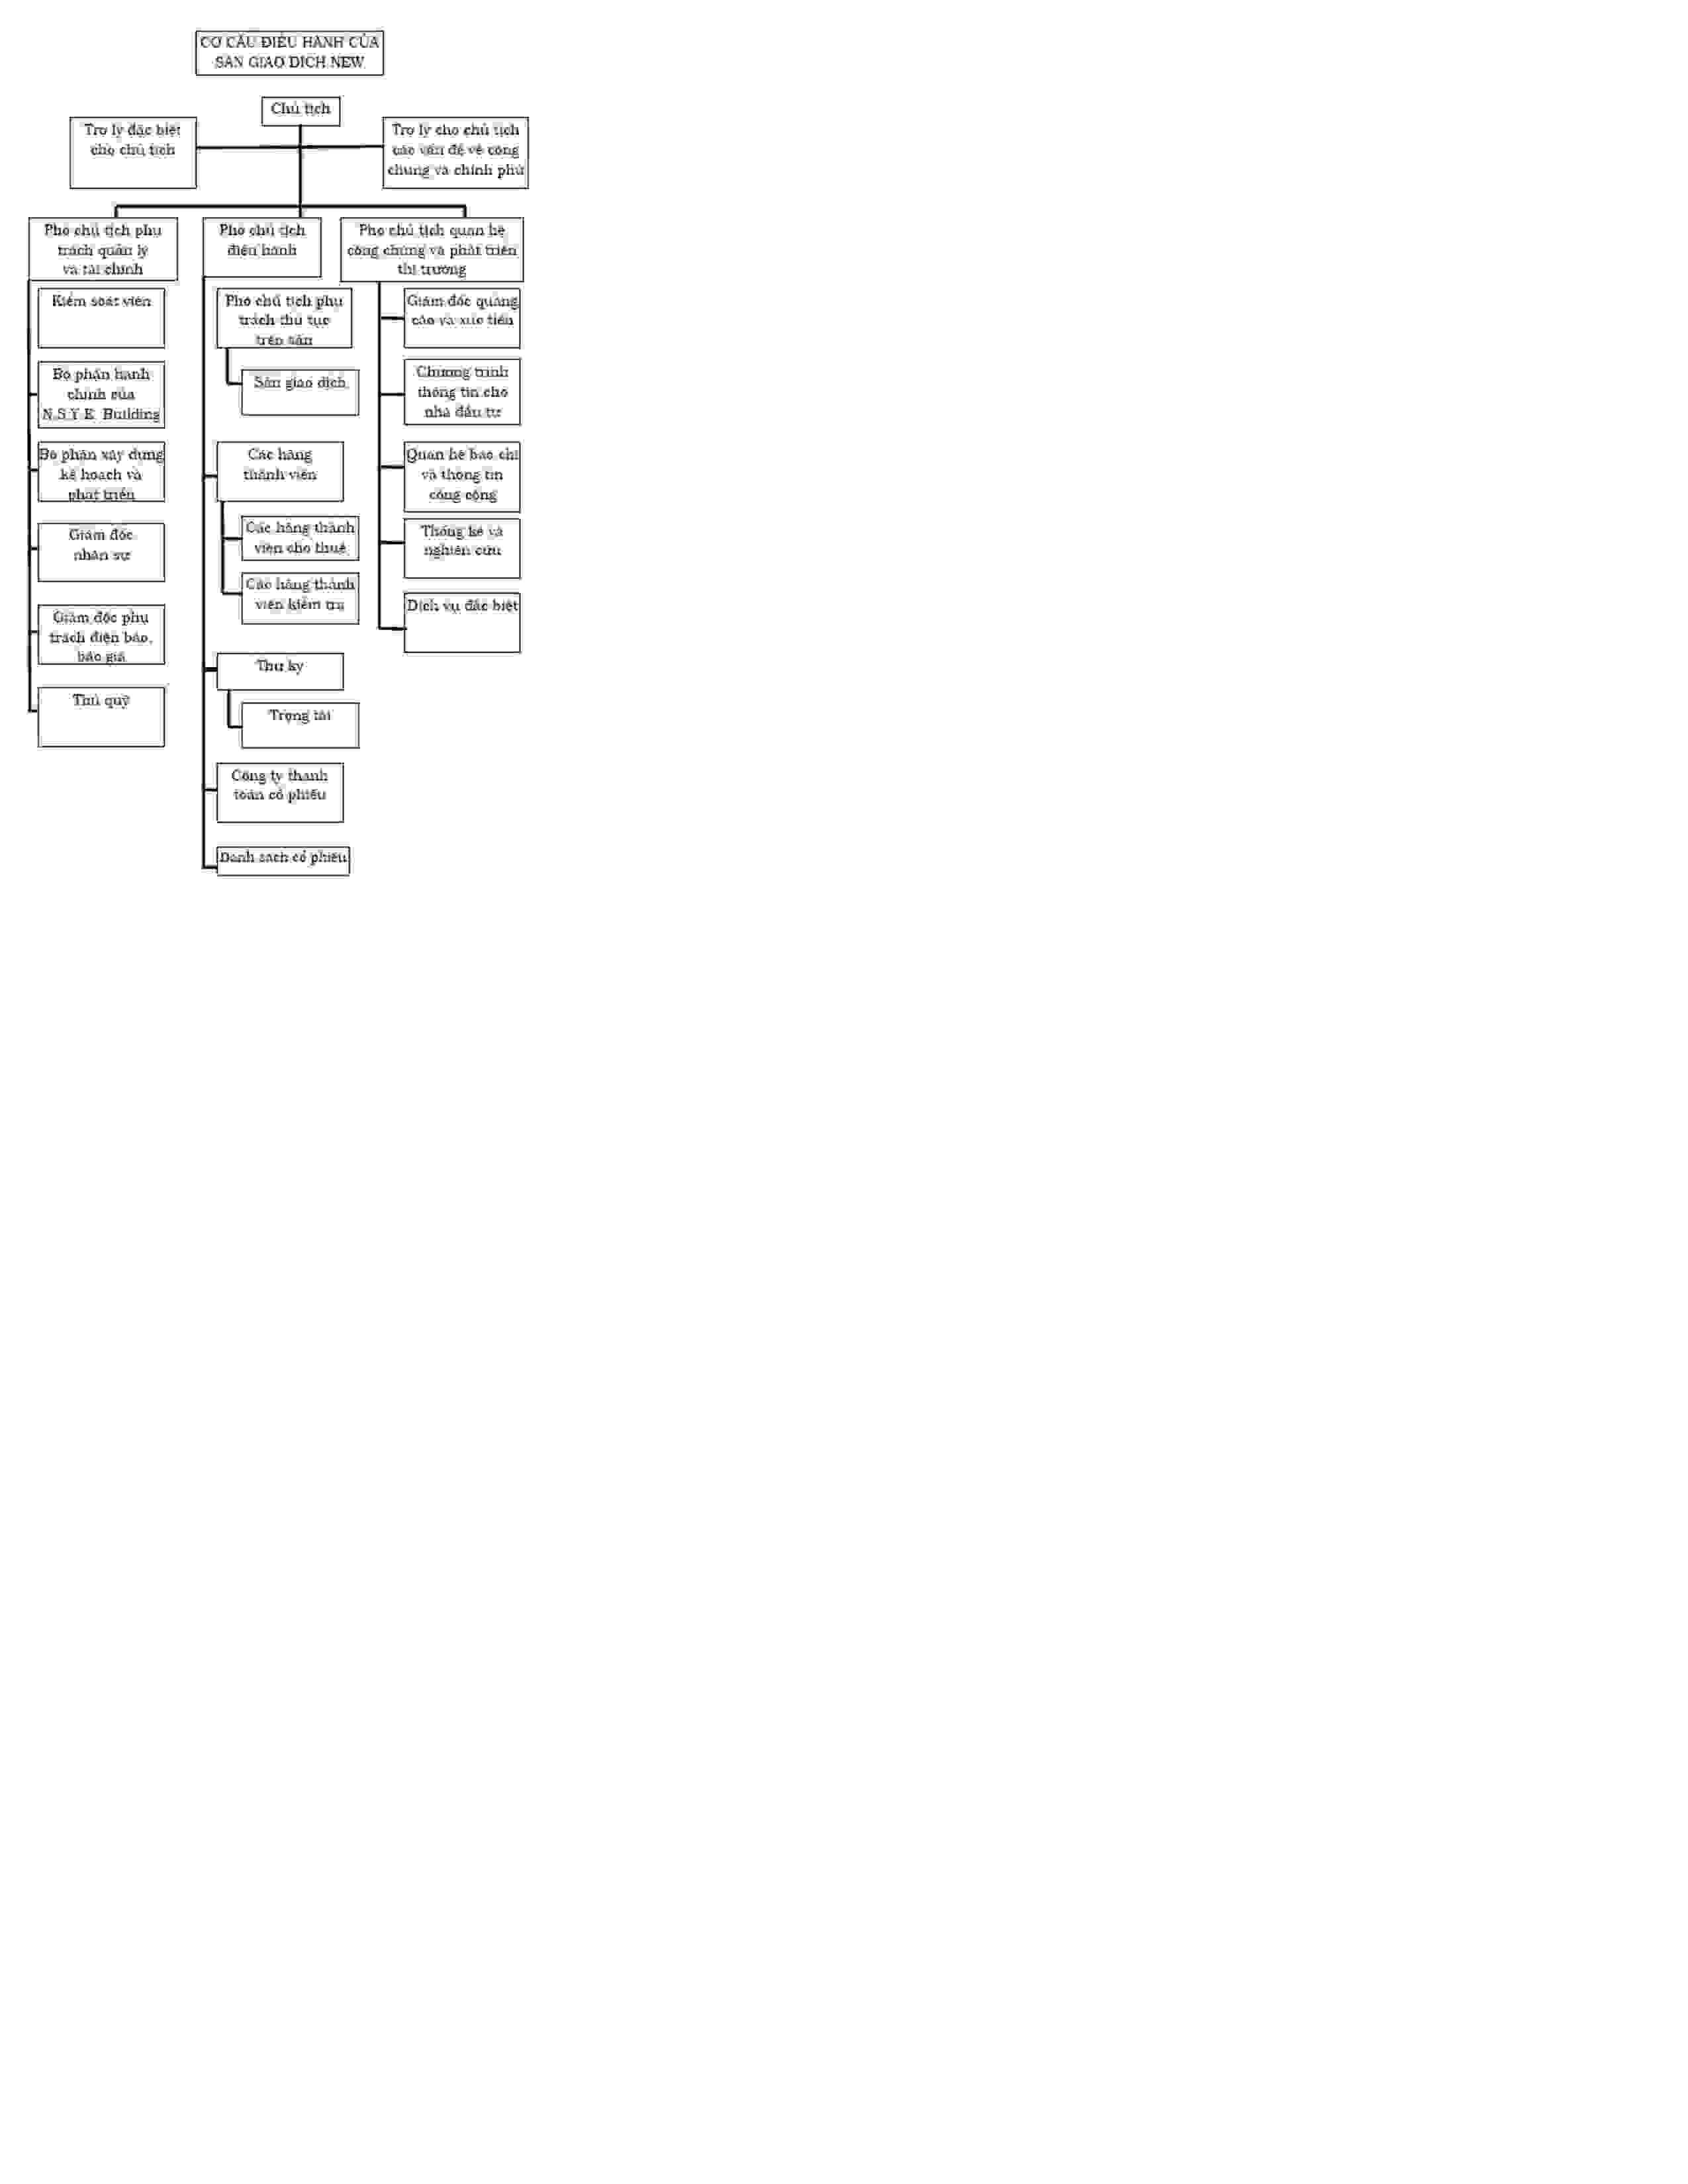 CƠ CẤU ĐIỀU HÀNH CỦA
SÀN GIAO DỊCH NEW
Chủ tịch
Trợ lý đặc biệt
cho chủ tịch
Trợ lý cho chủ tịch
các vấn đề về công
chúng và chính phủ
Phó chủ tịch phụ
trách quản lý
và tài chính
Phó chủ tịch
điều hành
Phó chủ tịch quan hệ
công chúng và phát triển
thị trường
Kiểm soát viên
Bộ phận hành
chính của
N.S.Y.E. Building
Bộ phận xây dựng
kế hoạch và
phát triển
Giám đốc
nhân sự
Giám đốc phụ
trách điện báo,
báo giá
Thủ quỹ
Phó chủ tịch phụ
trách thủ tục
trên sàn
Sàn giao dịch
Các hãng
thành viên
Các hãng thành
viên cho thuê
Các hãng thành
viên kiểm tra
Thư ký
Trọng tài
Công ty thanh
toán cổ phiếu
Danh sách cổ phiếu
Giám đốc quảng
cáo và xúc tiến
Chương trình
thông tin cho
nhà đầu tư
Quan hệ báo chí
và thông tin
công cộng
Thống kê và
nghiên cứu
Dịch vụ đặc biệt